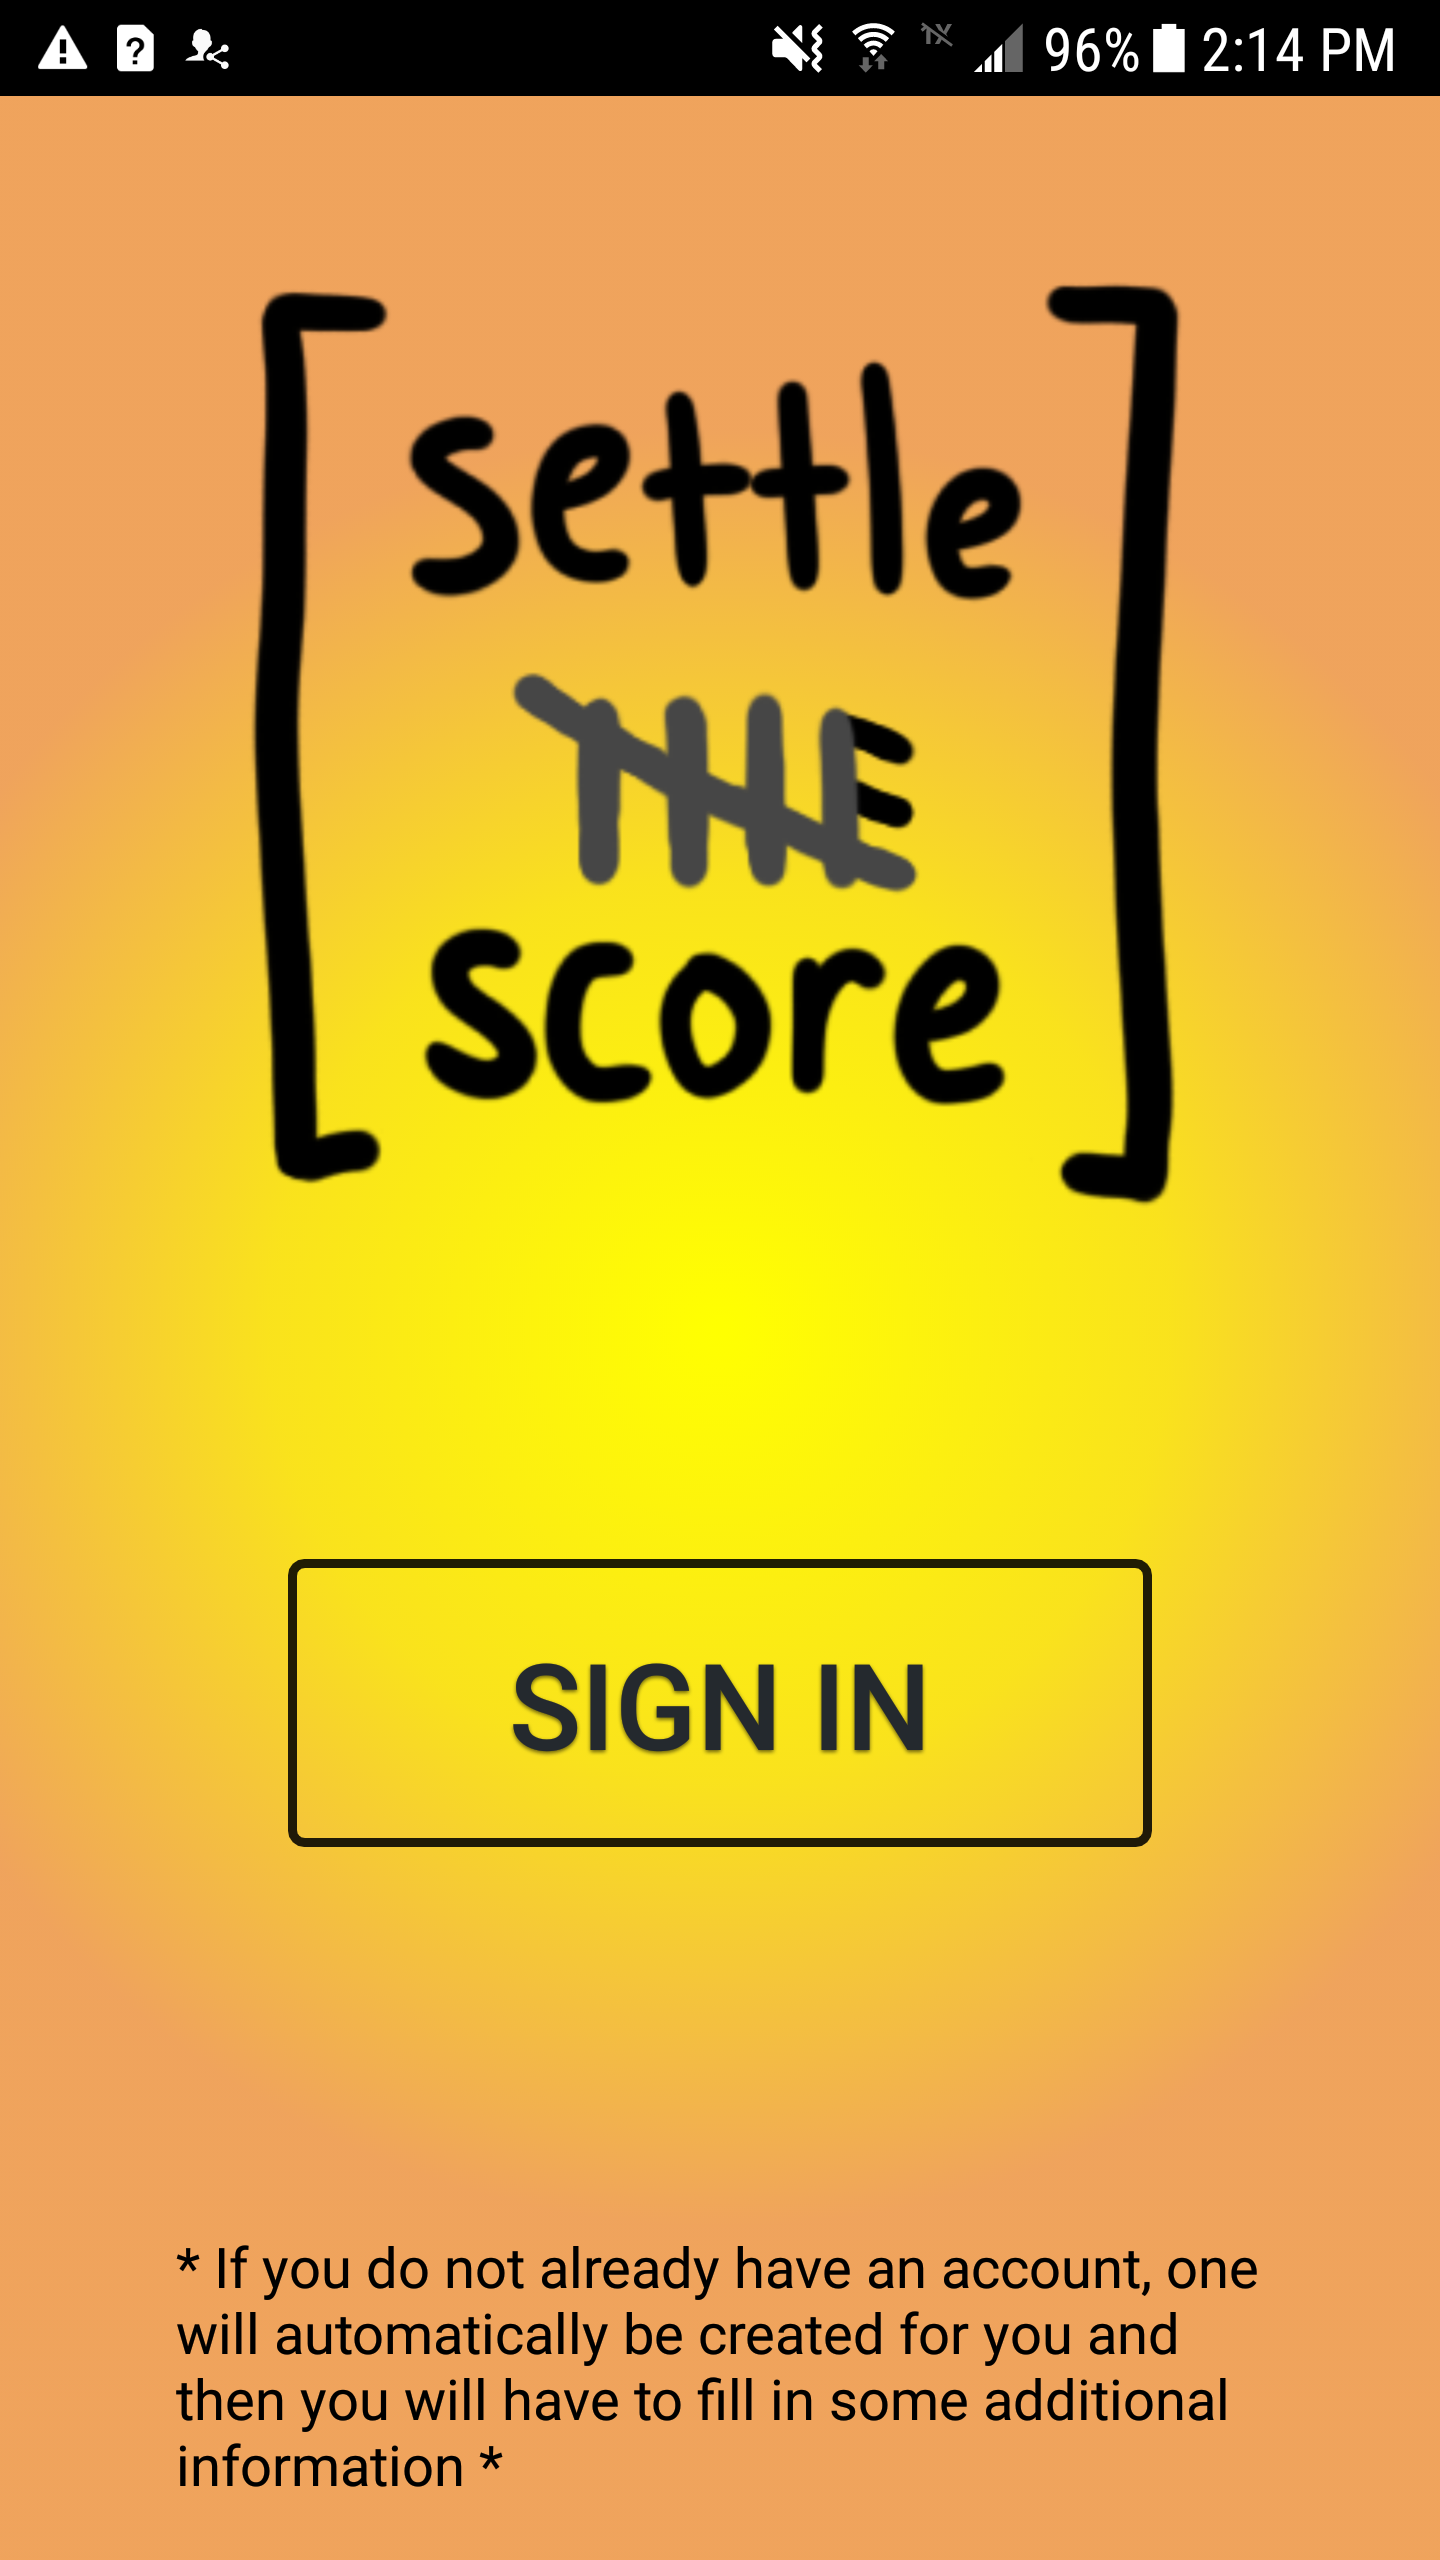 96% 2:14 PM
settle
THE
score
SIGN IN
* If you do not already have an account, one
will automatically be created for you and
then you will have to fill in some additional
information *